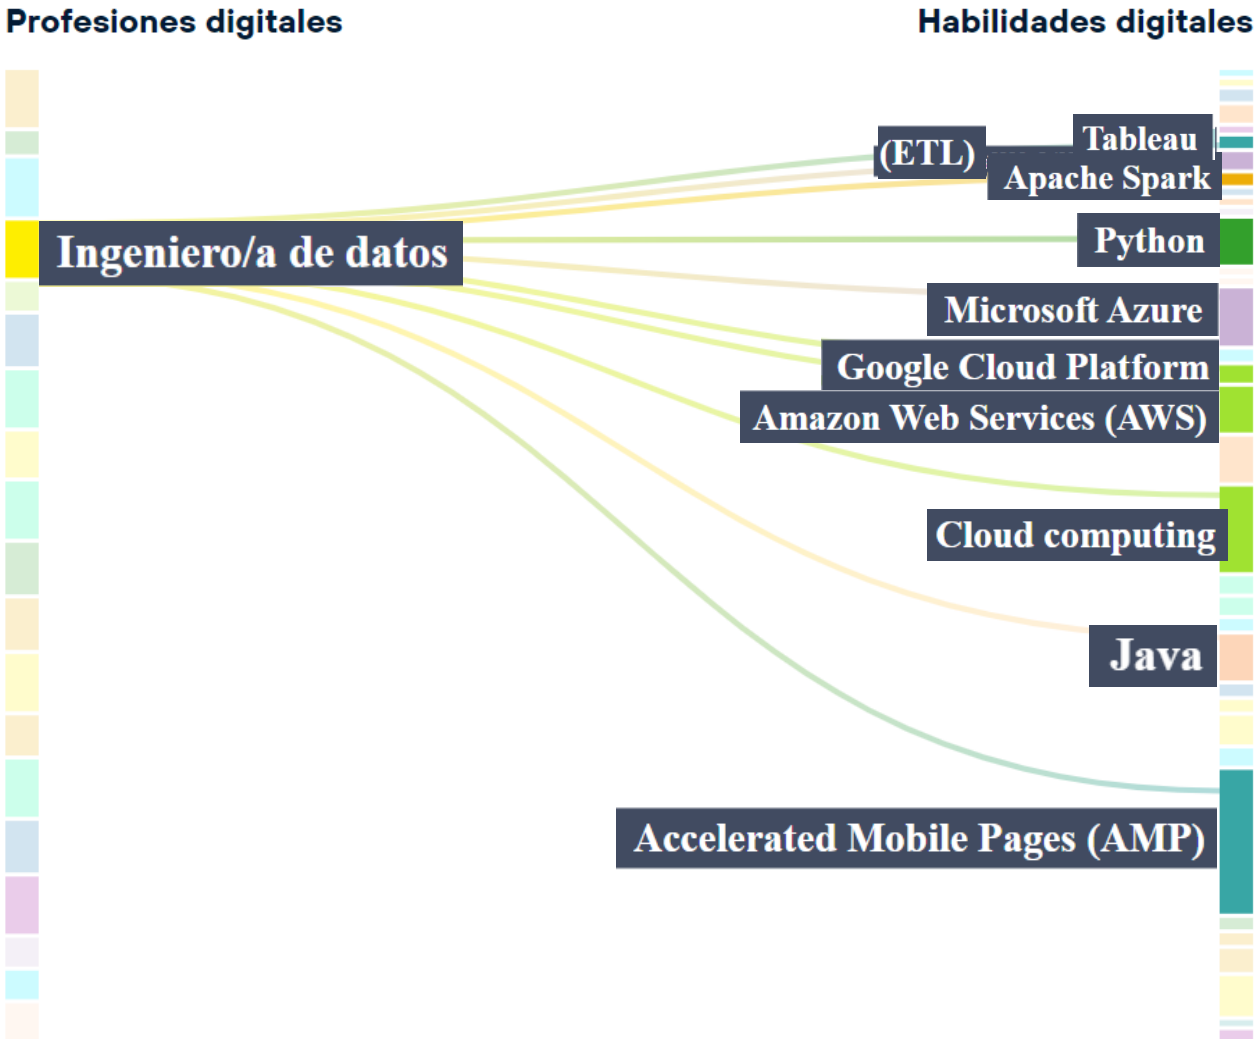 Profesiones digitales
Habilidades digitales
Tableau
(ETL)
Apache Spark
Python
Ingeniero/a de datos
Microsoft Azure
Google Cloud Platform
Amazon Web Services (AWS)
Cloud computing
Java
Accelerated Mobile Pages (AMP)